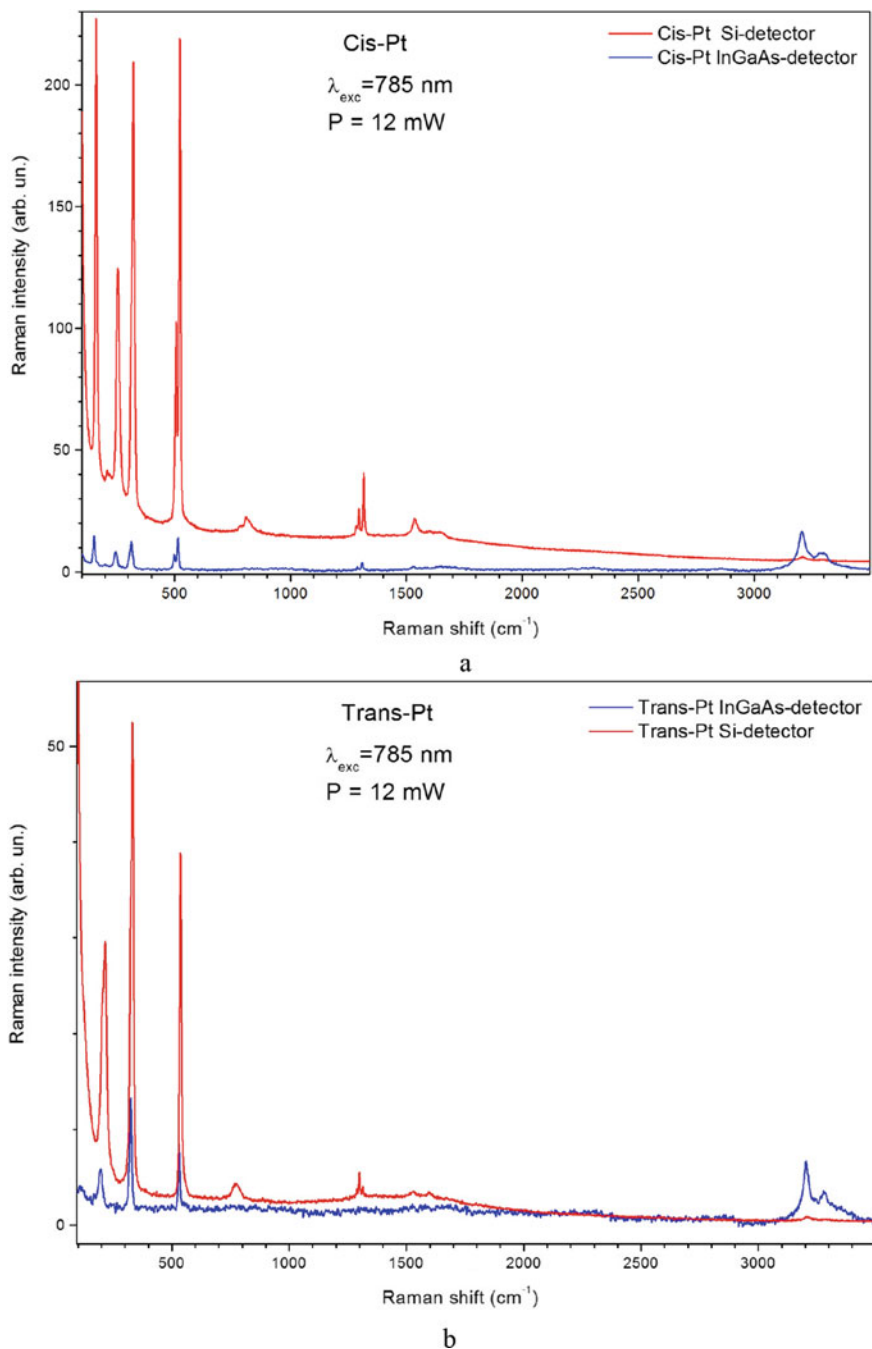 Cis-Pt
λexc=785 nm
P = 12 mW
Cis-Pt Si-detector
Cis-Pt InGaAs-detector
Raman intensity (arb. un.)
200
150
100
50
0
500
1000
1500
2000
2500
3000
Raman shift (cm⁻¹)
a
Trans-Pt
λexc=785 nm
P = 12 mW
Trans-Pt InGaAs-detector
Trans-Pt Si-detector
Raman intensity (arb. un.)
50
0
500
1000
1500
2000
2500
3000
Raman shift (cm⁻¹)
b